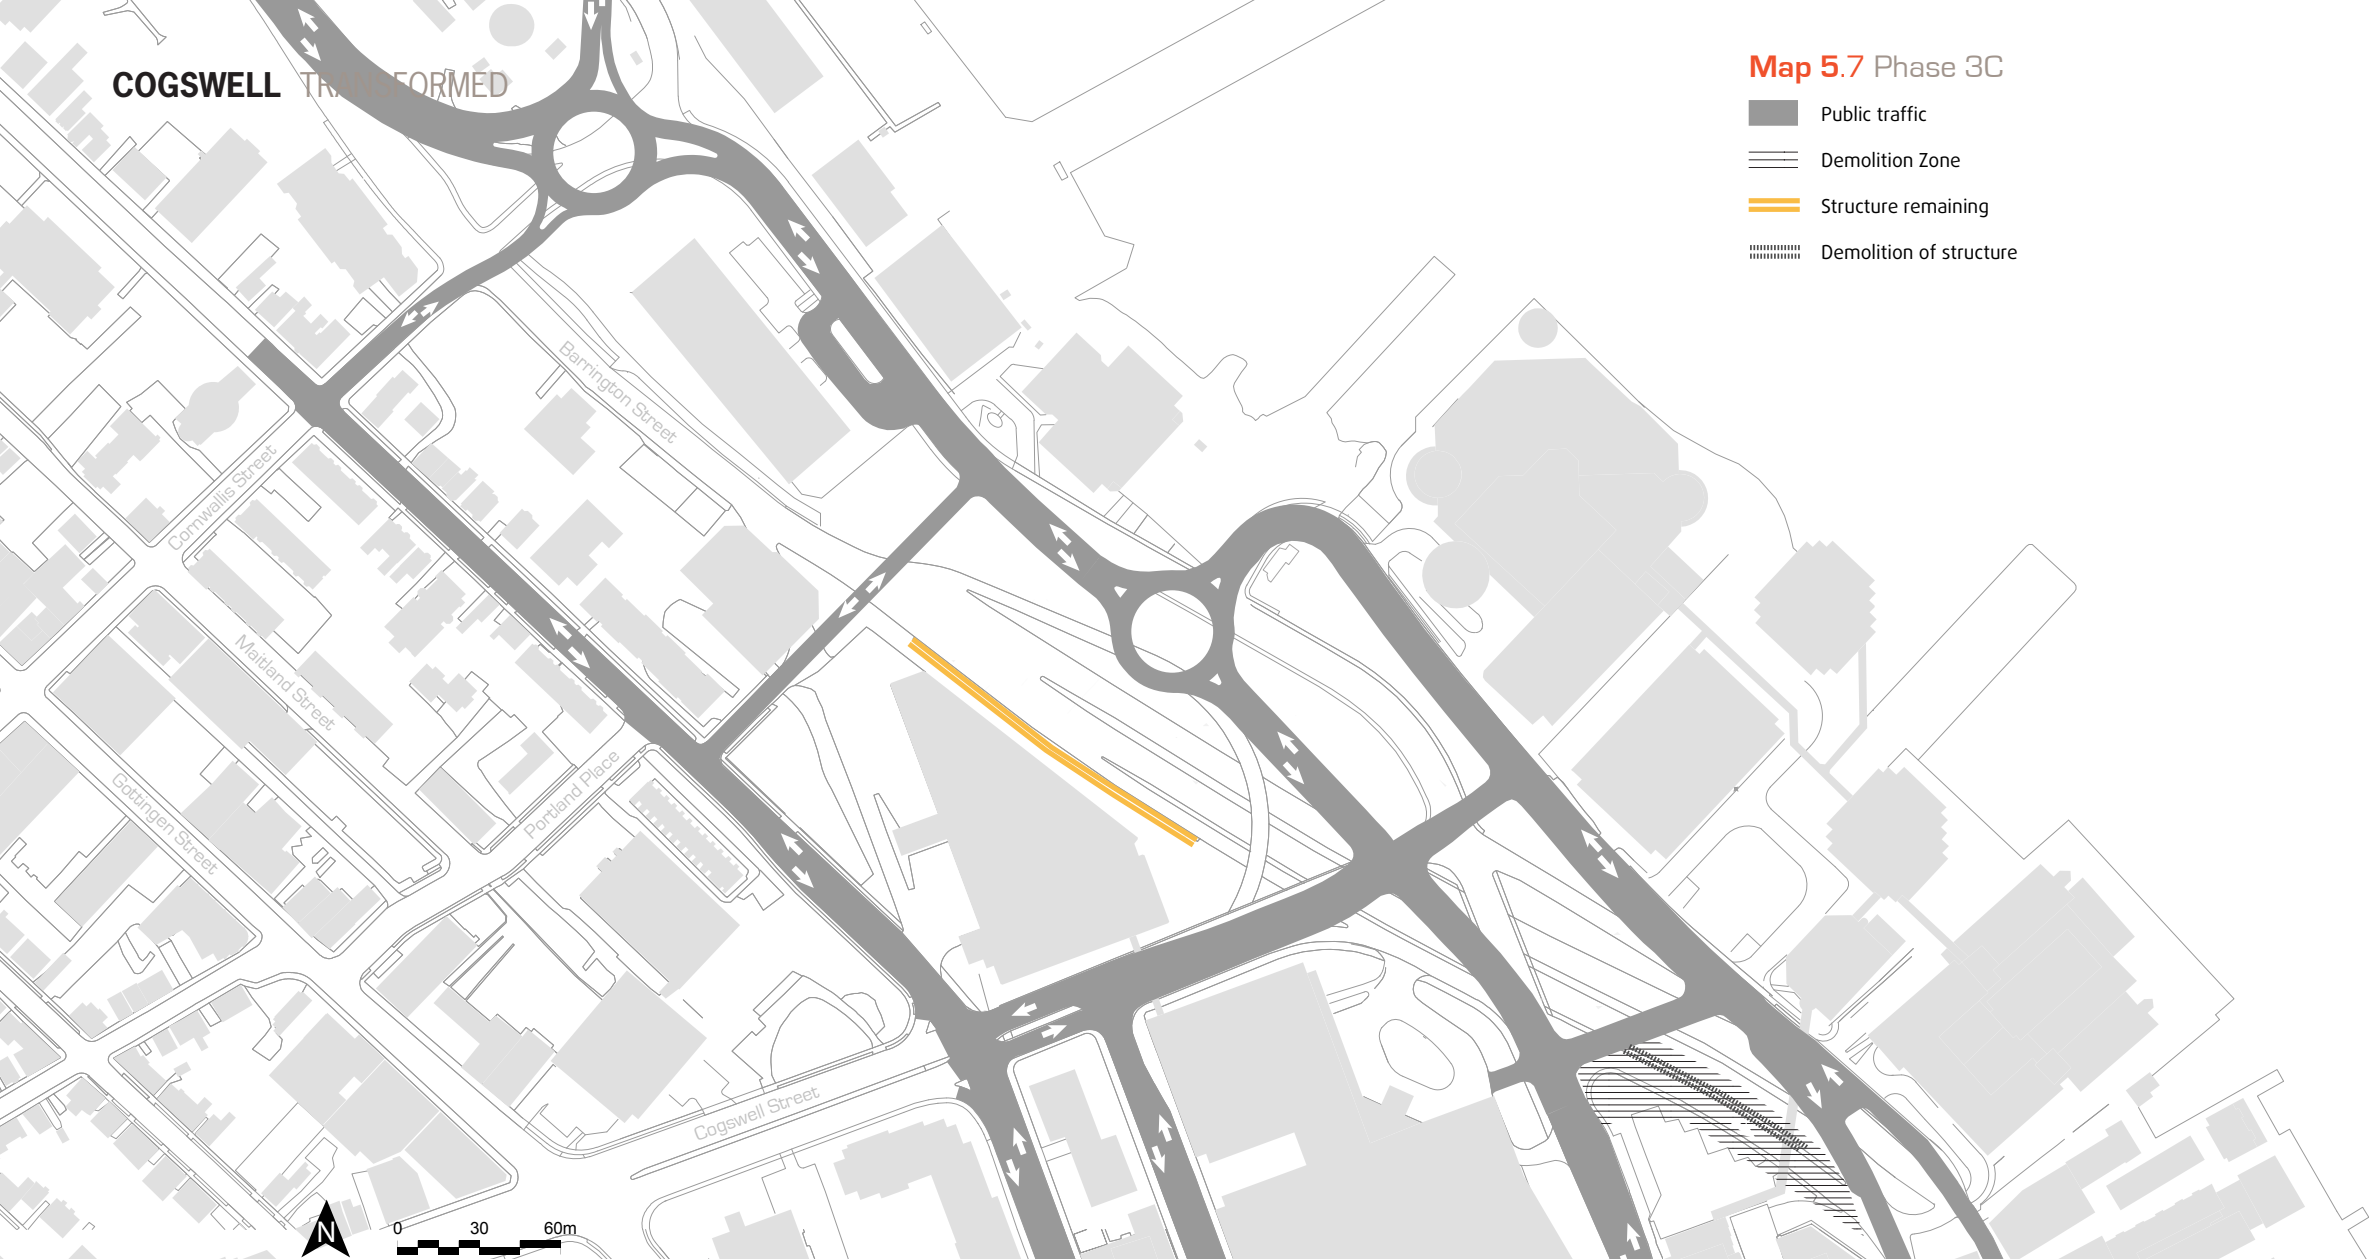 COGSWELL TRANSFORMED
Map 5.7 Phase 3C
Public traffic
Demolition Zone
Structure remaining
Demolition of structure
Barrington Street
Cornwallis Street
Maitland Street
Gottingen Street
Portland Place
Cogswell Street
N
0 30 60m